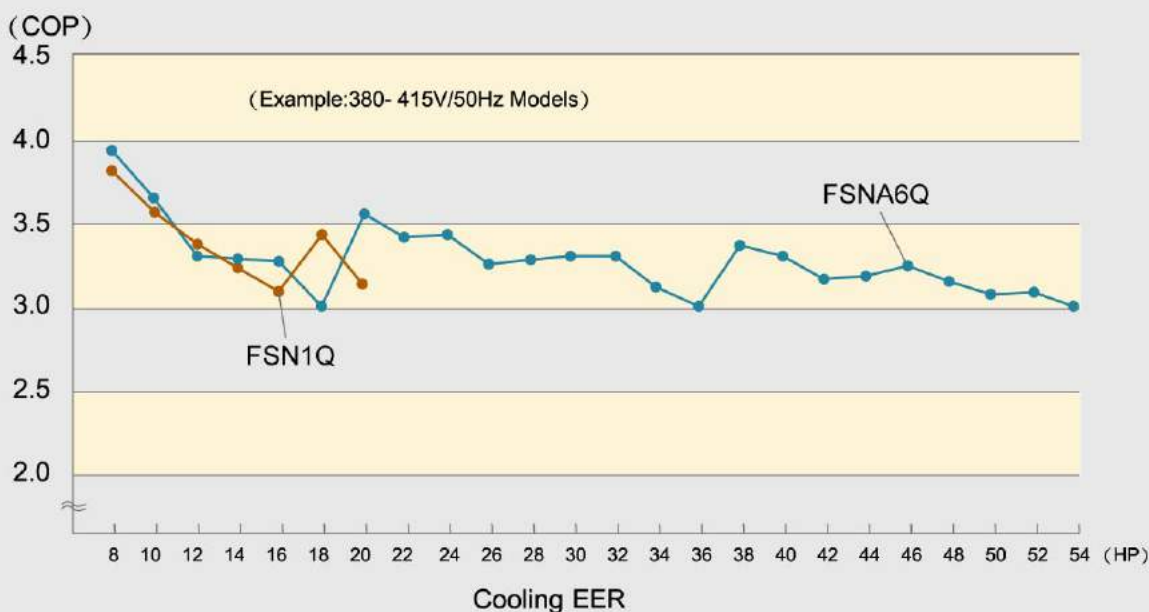 (COP)
4.5
(Example:380- 415V/50Hz Models)
4.0
FSNA6Q
3.5
3.0
FSN1Q
2.5
2.0
8 10 12 14 16 18 20 22 24 26 28 30 32 34 36 38 40 42 44 46 48 50 52 54 (HP)
Cooling EER